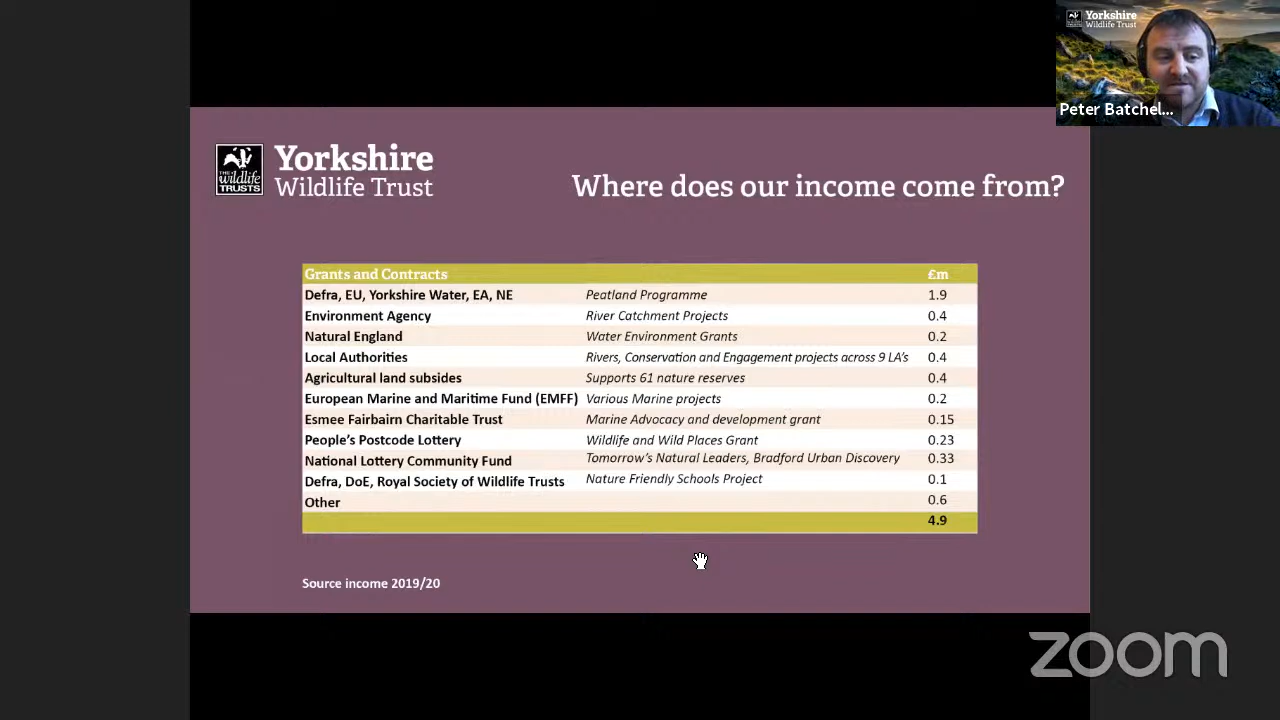 Yorkshire
Wildlife Trust
Peter Batchel...
THE
wildlife
TRUSTS
Yorkshire
Wildlife Trust
Where does our income come from?
Grants and Contracts £m
Defra, EU, Yorkshire Water, EA, NE Peatland Programme 1.9
Environment Agency River Catchment Projects 0.4
Natural England Water Environment Grants 0.2
Local Authorities Rivers, Conservation and Engagement projects across 9 LA's 0.4
Agricultural land subsides Supports 61 nature reserves 0.4
European Marine and Maritime Fund (EMFF) Various Marine projects 0.2
Esmee Fairbairn Charitable Trust Marine Advocacy and development grant 0.15
People's Postcode Lottery Wildlife and Wild Places Grant 0.23
National Lottery Community Fund Tomorrow's Natural Leaders, Bradford Urban Discovery 0.33
Defra, DoE, Royal Society of Wildlife Trusts Nature Friendly Schools Project 0.1
Other 0.6
4.9
Source income 2019/20
zoom